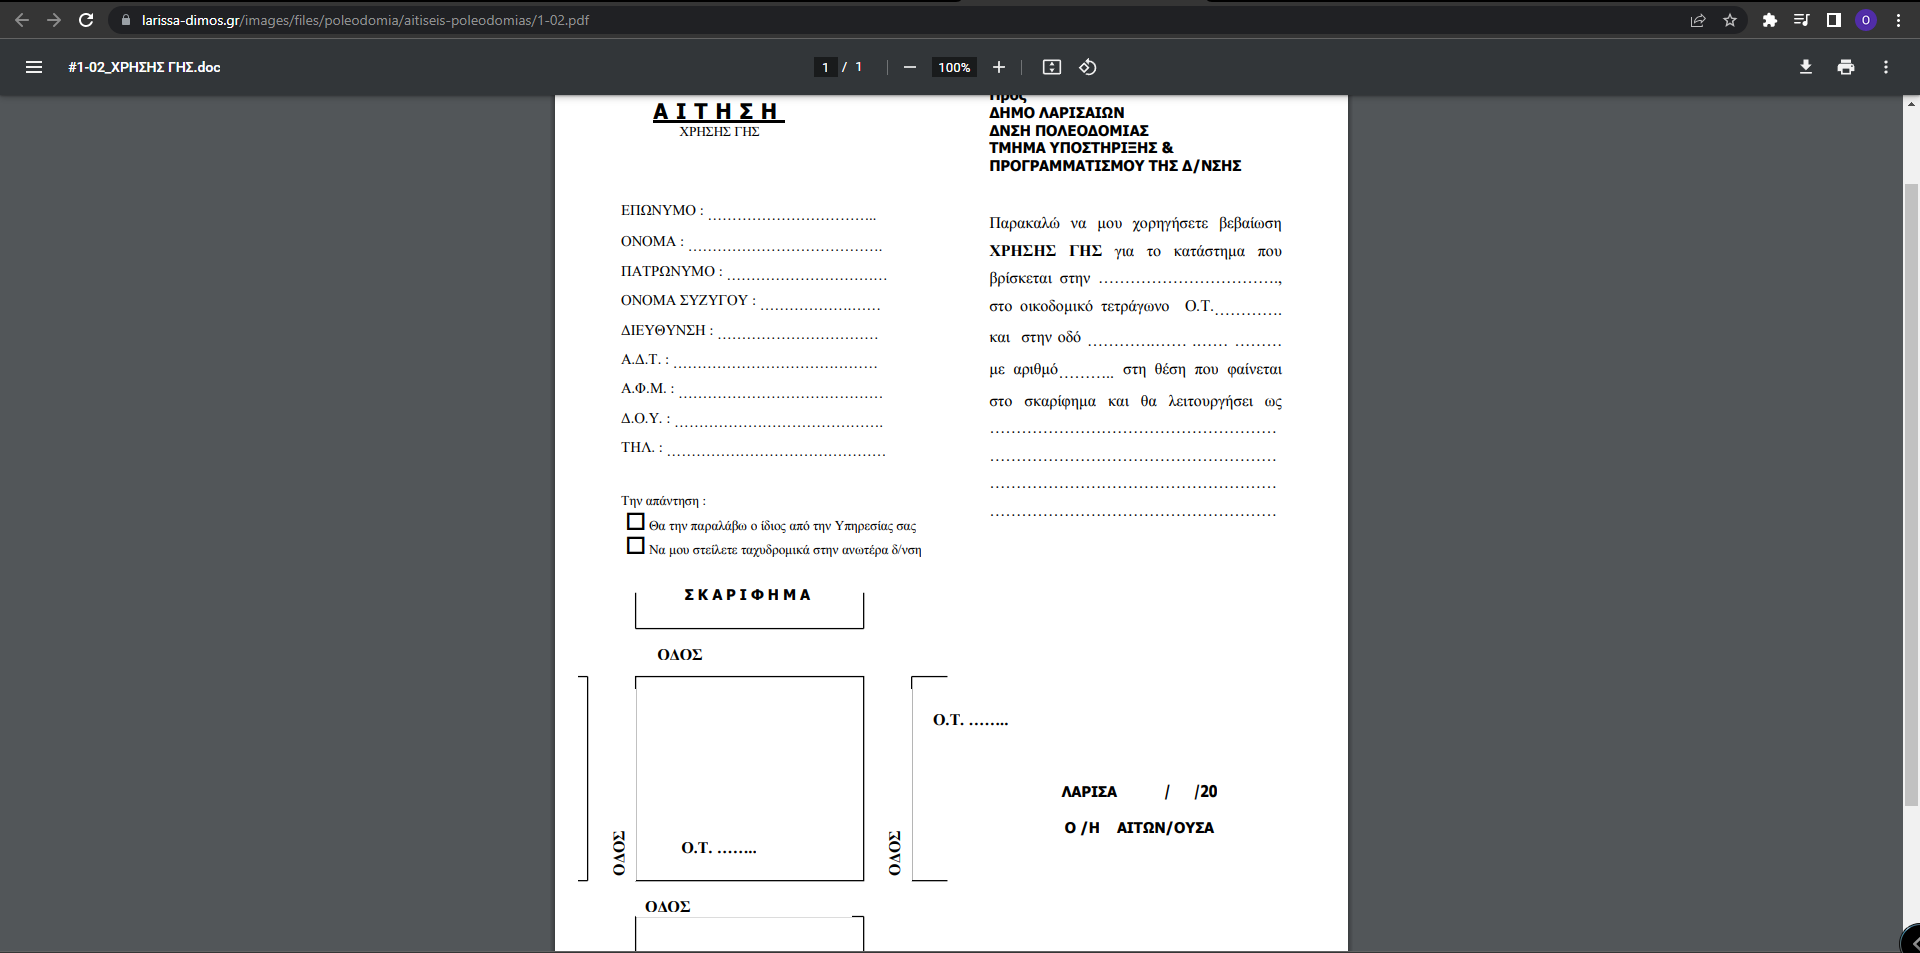 larissa-dimos.gr/images/files/poleodomia/aitiseis-poleodomias/1-02.pdf
O
#1-02_ΧΡΗΣΗΣ ΓΗΣ.doc
1 / 1
100%
ΑΙΤΗΣΗ
ΧΡΗΣΗΣ ΓΗΣ
ΕΠΩΝΥΜΟ : ……………………………..
ΟΝΟΜΑ : ………………………………….
ΠΑΤΡΩΝΥΜΟ : ……………………………
ΟΝΟΜΑ ΣΥΖΥΓΟΥ : ……………………
ΔΙΕΥΘΥΝΣΗ : ……………………………
Α.Δ.Τ. : ……………………………………
Α.Φ.Μ. : ……………………………………
Δ.Ο.Υ. : …………………………………….
ΤΗΛ. : ………………………………………
Την απάντηση :
Θα την παραλάβω ο ίδιος από την Υπηρεσίας σας
Να μου στείλετε ταχυδρομικά στην ανωτέρα δ/νση
Προς
ΔΗΜΟ ΛΑΡΙΣΑΙΩΝ
ΔΝΣΗ ΠΟΛΕΟΔΟΜΙΑΣ
ΤΜΗΜΑ ΥΠΟΣΤΗΡΙΞΗΣ &
ΠΡΟΓΡΑΜΜΑΤΙΣΜΟΥ ΤΗΣ Δ/ΝΣΗΣ
Παρακαλώ να μου χορηγήσετε βεβαίωση
ΧΡΗΣΗΣ ΓΗΣ για το κατάστημα που
βρίσκεται στην ……………………………….,
στο οικοδομικό τετράγωνο Ο.Τ.………….
και στην οδό ………….…… .…… ………
με αριθμό……….. στη θέση που φαίνεται
στο σκαρίφημα και θα λειτουργήσει ως
………………………………………………
………………………………………………
………………………………………………
………………………………………………
ΣΚΑΡΙΦΗΜΑ
ΟΔΟΣ
ΟΔΟΣ
Ο.Τ. ……..
ΟΔΟΣ
Ο.Τ. ……..
ΟΔΟΣ
ΛΑΡΙΣΑ / /20
Ο /Η ΑΙΤΩΝ/ΟΥΣΑ